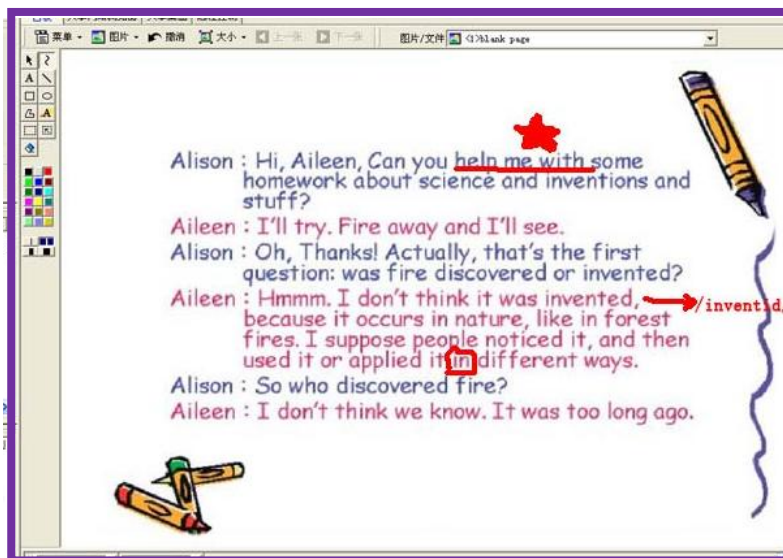 菜单 图片 撤消 大小 上一张 下一张 图片/文件 <1>blank page
Alison : Hi, Aileen, Can you help me with some
homework about science and inventions and
stuff?
Aileen : I'll try. Fire away and I'll see.
Alison : Oh, Thanks! Actually, that's the first
question: was fire discovered or invented?
Aileen : Hmmm. I don't think it was invented, /inventid/
because it occurs in nature, like in forest
fires. I suppose people noticed it, and then
used it or applied it in different ways.
Alison : So who discovered fire?
Aileen : I don't think we know. It was too long ago.